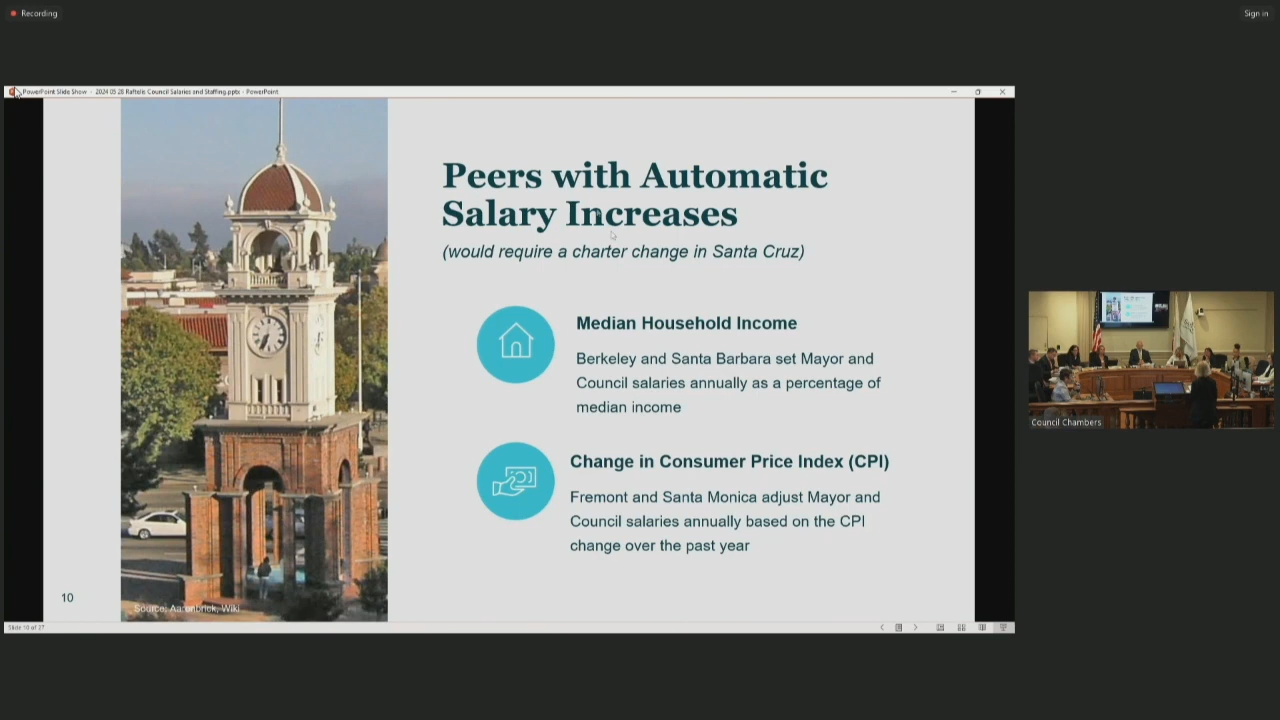 Recording
Sign in
PowerPoint Slide Show - 2024 05 28 Raftelis Council Salaries and Staffing.pptx - PowerPoint
Peers with Automatic
Salary Increases
(would require a charter change in Santa Cruz)
Median Household Income
Berkeley and Santa Barbara set Mayor and
Council salaries annually as a percentage of
median income
Change in Consumer Price Index (CPI)
Fremont and Santa Monica adjust Mayor and
Council salaries annually based on the CPI
change over the past year
10
Source: Aaronbrick, Wiki
Slide 10 of 27
Council Chambers